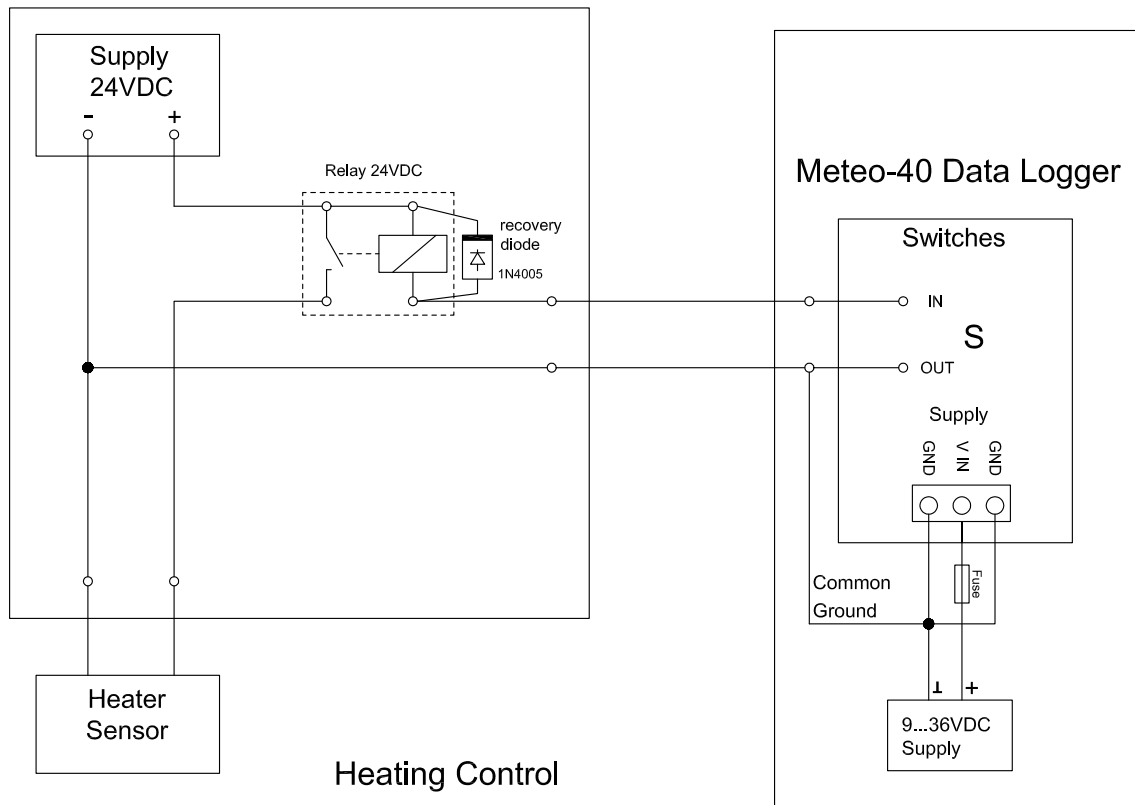 Supply
24VDC
- +
Relay 24VDC
recovery
diode
1N4005
Meteo-40 Data Logger
Switches
IN
S
OUT
Supply
GND
V IN
GND
Fuse
Common
Ground
- +
9...36VDC
Supply
Heater
Sensor
Heating Control